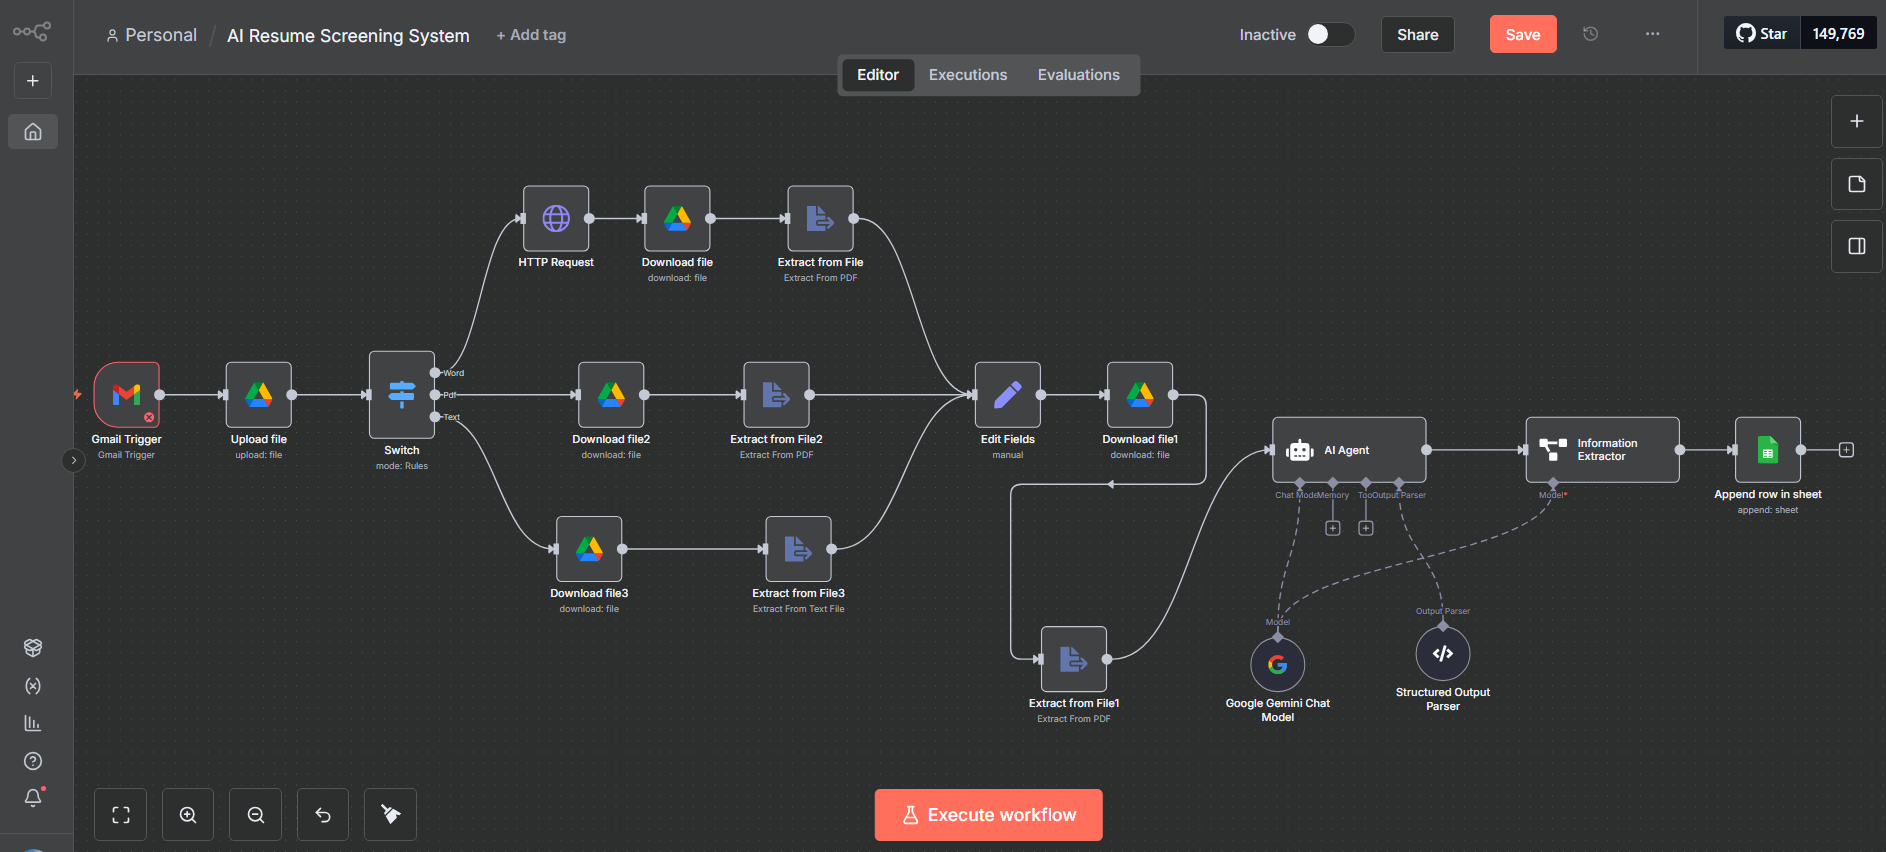 Personal / AI Resume Screening System + Add tag
Inactive
Share
Save
Star 149,769
Editor Executions Evaluations
HTTP Request
Download file
download: file
Extract from File
Extract From PDF
Gmail Trigger
Gmail Trigger
Upload file
upload: file
Switch
mode: Rules
Word
Pdf
Text
Download file2
download: file
Extract from File2
Extract From PDF
Edit Fields
manual
Download file1
download: file
Download file3
download: file
Extract from File3
Extract From Text File
Extract from File1
Extract From PDF
AI Agent
Chat Mode
Memory
Too
Output Parser
Information
Extractor
Model*
Append row in sheet
append: sheet
Model
Google Gemini Chat
Model
Output Parser
Structured Output
Parser
Execute workflow